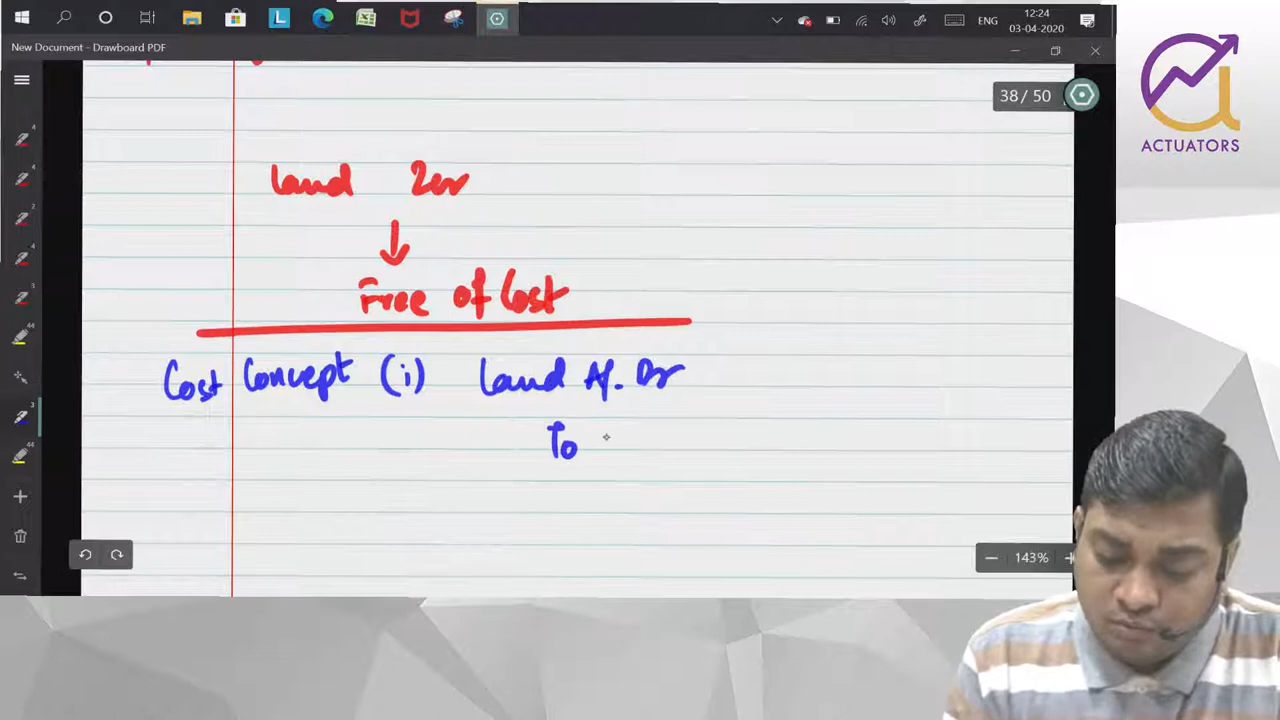 12:24
ENG
03-04-2020
New Document - Drawboard PDF
38 / 50
ACTUATORS
Land 2cr
Free of Cost
Cost Concept (i) Land A/. Dr
To
143%